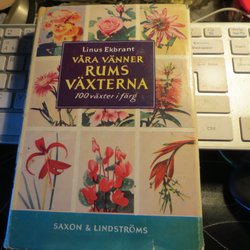 Linus Ekbrant
VÅRA VÄNNER
RUMS
VÄXTERNA
100 växter i färg
SAXON & LINDSTRÖMS